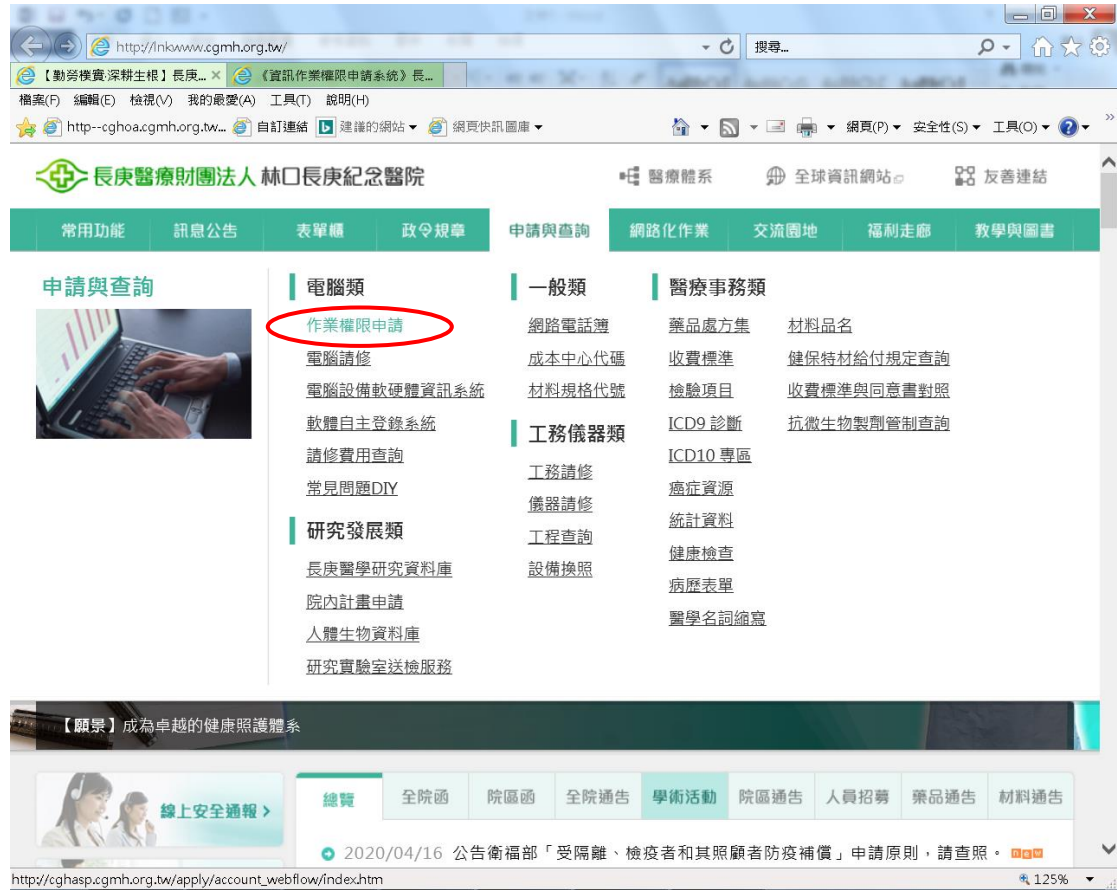 http://lnkwww.cgmh.org.tw/
搜尋...
【勤勞樸實‧深耕生根】長庚... ×
《資訊作業權限申請系統》長...
檔案(F) 編輯(E) 檢視(V) 我的最愛(A) 工具(T) 說明(H)
http--cghoa.cgmh.org.tw... 自訂連結 建議的網站 網頁快訊圖庫 網頁(P) 安全性(S) 工具(O)
長庚醫療財團法人 林口長庚紀念醫院
醫療體系 全球資訊網站 友善連結
常用功能 訊息公告 表單櫃 政令規章 申請與查詢 網路化作業 交流園地 福利走廊 教學與圖書
申請與查詢
電腦類
作業權限申請
電腦請修
電腦設備軟硬體資訊系統
軟體自主登錄系統
請修費用查詢
常見問題DIY
研究發展類
長庚醫學研究資料庫
院內計畫申請
人體生物資料庫
研究實驗室送檢服務
一般類
網路電話簿
成本中心代碼
材料規格代號
工務儀器類
工務請修
儀器請修
工程查詢
設備換照
醫療事務類
藥品處方集
收費標準
檢驗項目
ICD9 診斷
ICD10 專區
癌症資源
統計資料
健康檢查
病歷表單
醫學名詞縮寫
材料品名
健保特材給付規定查詢
收費標準與同意書對照
抗微生物製劑管制查詢
【願景】成為卓越的健康照護體系
線上安全通報 >
總覽 全院函 院區函 全院通告 學術活動 院區通告 人員招募 藥品通告 材料通告
2020/04/16 公告衛福部「受隔離、檢疫者和其照顧者防疫補償」申請原則，請查照。 new
http://cghasp.cgmh.org.tw/apply/account_webflow/index.htm
125%